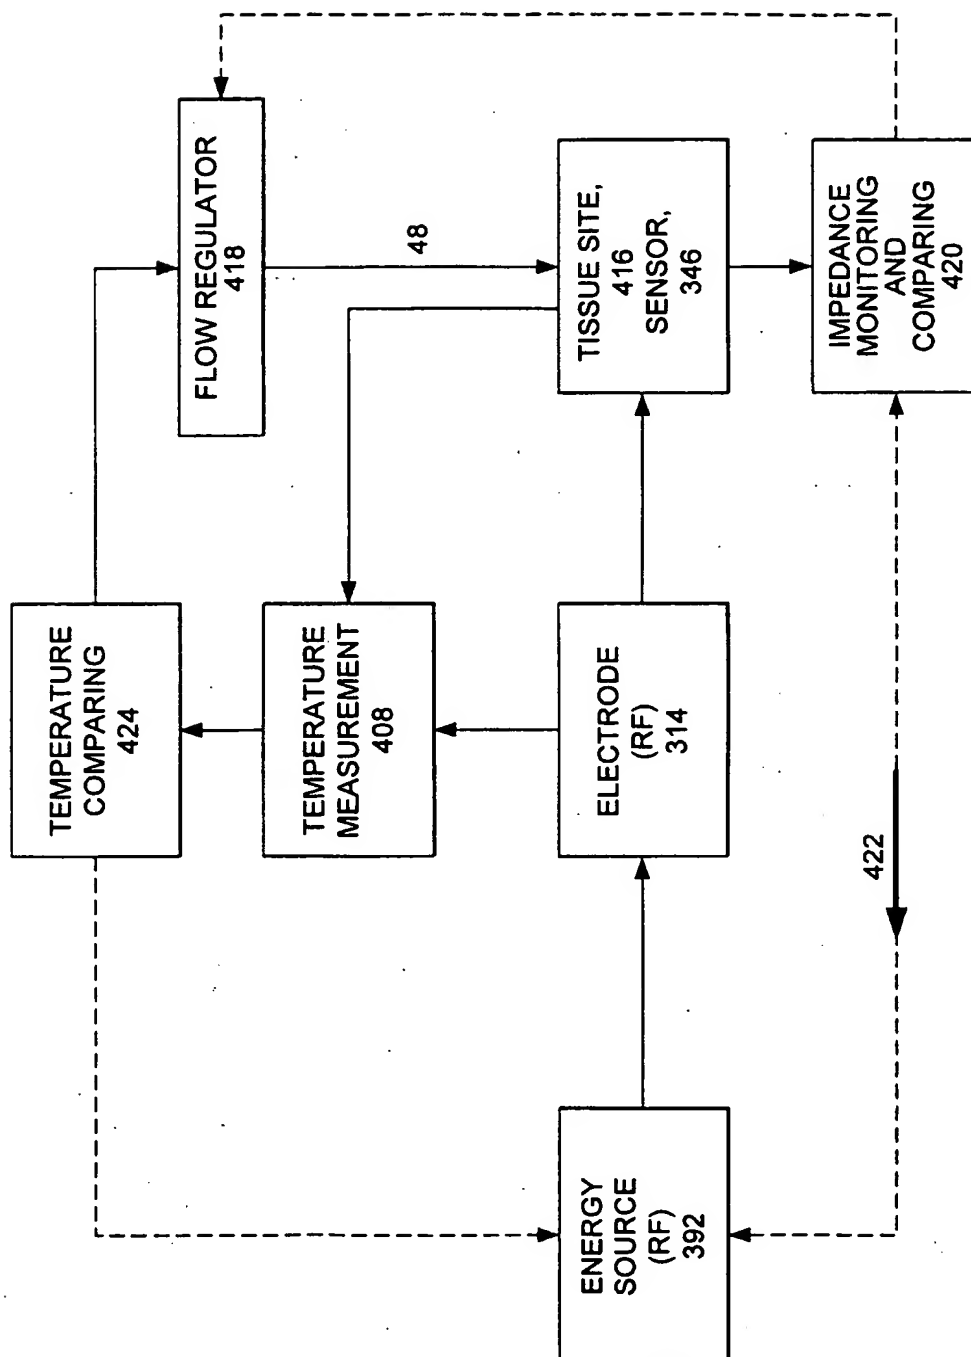 TEMPERATURE
COMPARING
424
FLOW REGULATOR
418
TEMPERATURE
MEASUREMENT
408
48
ENERGY
SOURCE
(RF)
392
ELECTRODE
(RF)
314
TISSUE SITE,
416
SENSOR,
346
422
IMPEDANCE
MONITORING
AND
COMPARING
420